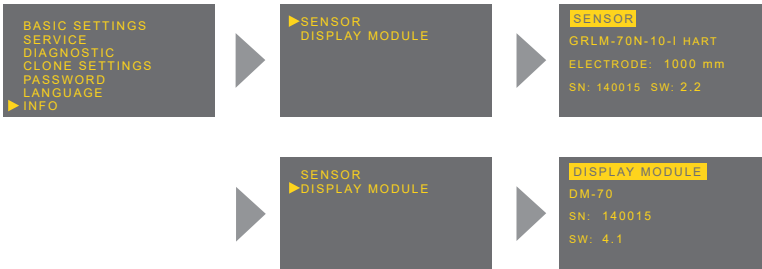 BASIC SETTINGS
SERVICE
DIAGNOSTIC
CLONE SETTINGS
PASSWORD
LANGUAGE
INFO
SENSOR
DISPLAY MODULE
SENSOR
GRLM-70N-10-I HART
ELECTRODE: 1000 mm
SN: 140015 SW: 2.2
SENSOR
DISPLAY MODULE
DISPLAY MODULE
DM-70
SN: 140015
SW: 4.1